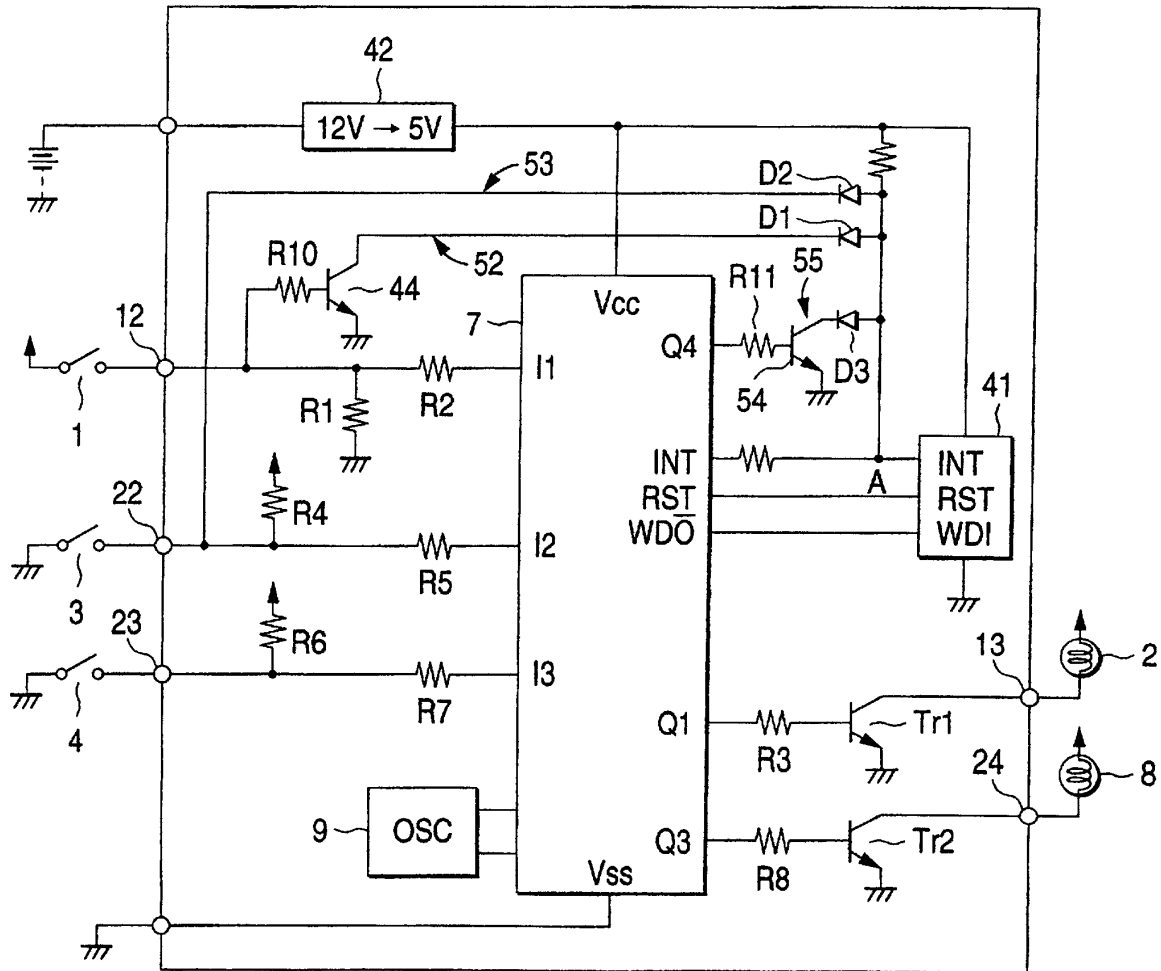 42
12V → 5V
53
D2
D1
52
R10
44
55
R11
Vcc
7
12
Q4
I1
R2
R1
1
54
D3
41
INT
INT
A
RST
RST
WDO̅
WDI
22
R4
I2
R5
3
23
R6
I3
R7
4
13
2
Q1
R3
Tr1
24
8
9
OSC
Q3
R8
Tr2
Vss